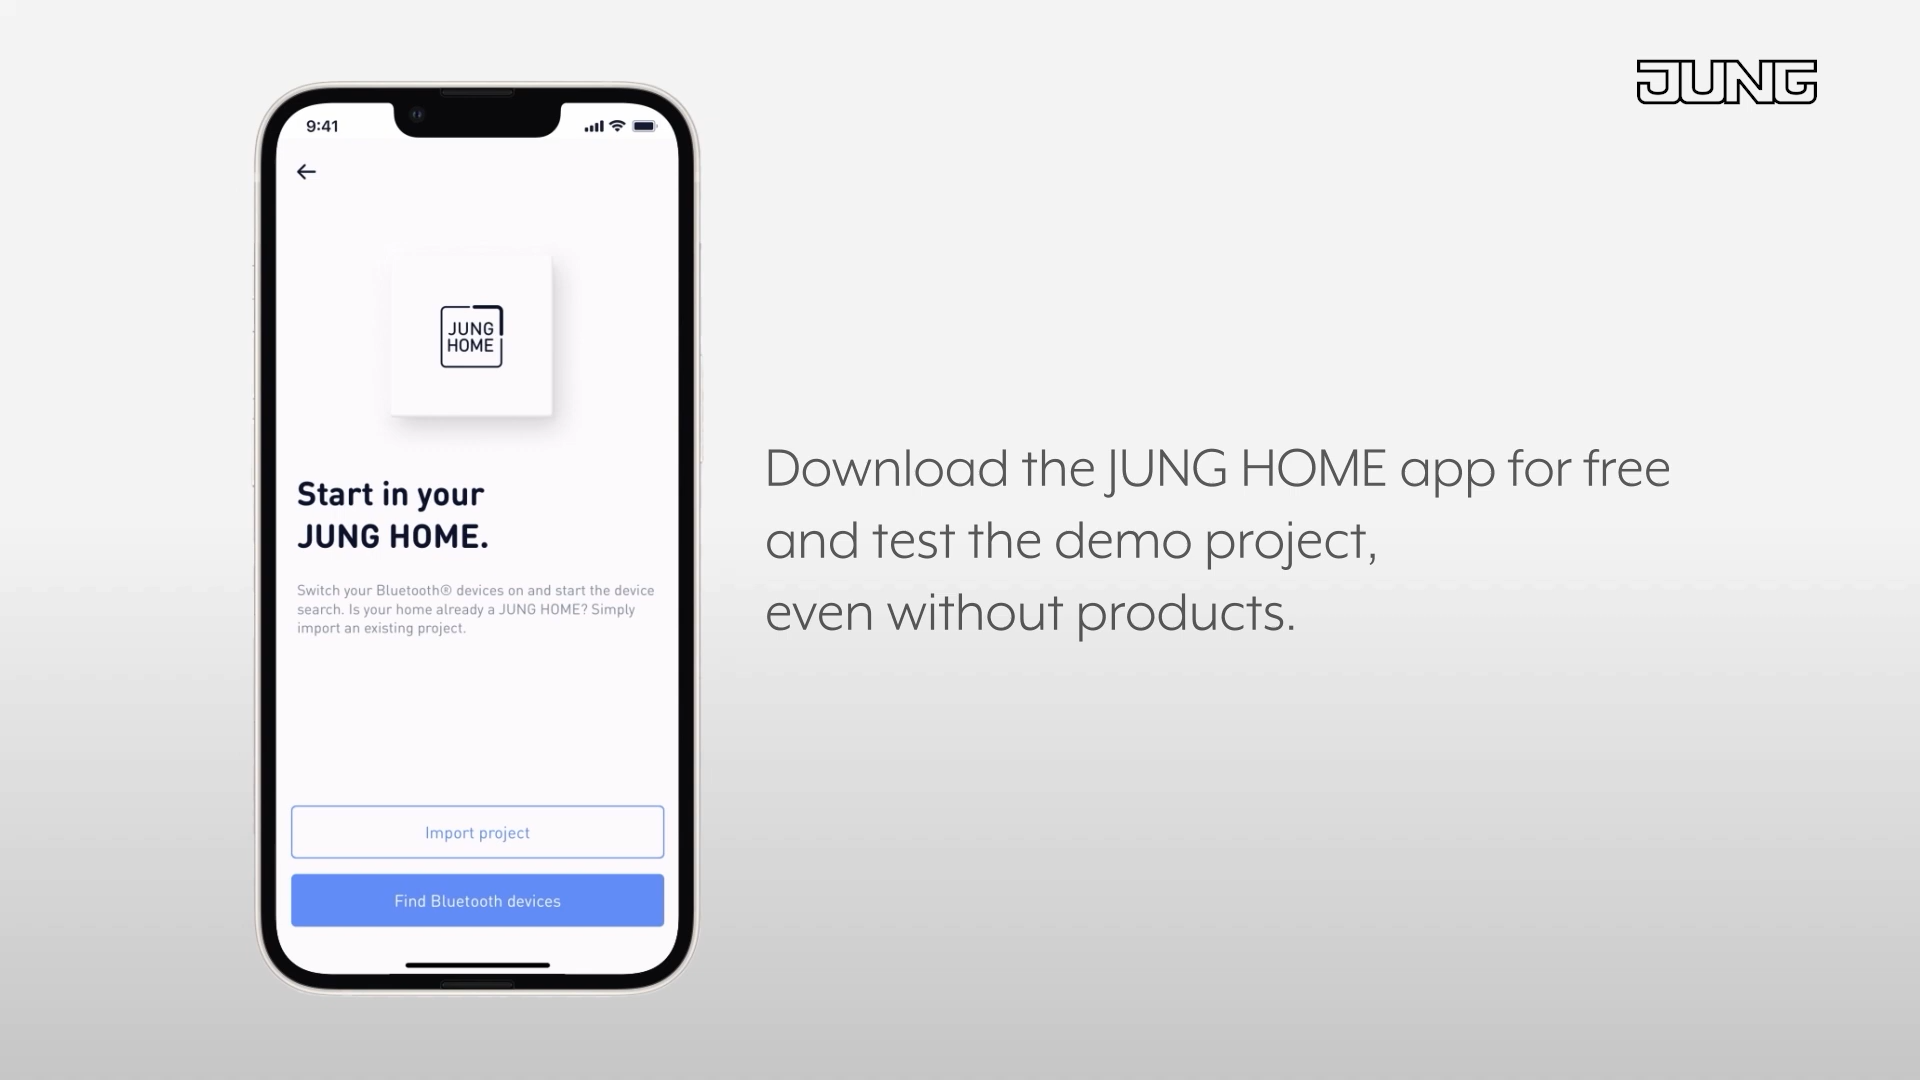 JUNG
9:41
JUNG
HOME
Start in your
JUNG HOME.
Switch your Bluetooth® devices on and start the device
search. Is your home already a JUNG HOME? Simply
import an existing project.
Import project
Find Bluetooth devices
Download the JUNG HOME app for free
and test the demo project,
even without products.